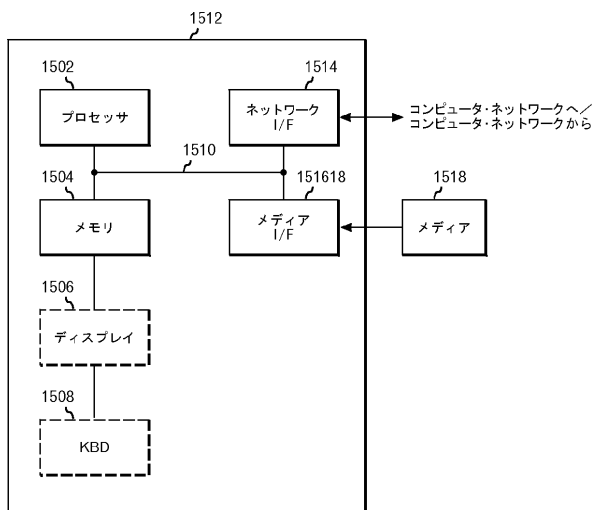 1512
1502
プロセッサ
1514
ネットワーク
I/F
コンピュータ・ネットワークへ/
コンピュータ・ネットワークから
1510
1504
メモリ
151618
メディア
I/F
1518
メディア
1506
ディスプレイ
1508
KBD